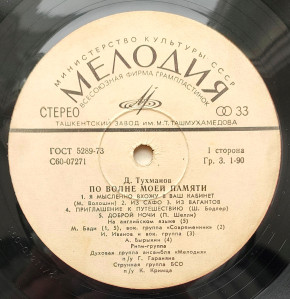 МИНИСТЕРСТВО КУЛЬТУРЫ СССР
МЕЛОДИЯ
ВСЕСОЮЗНАЯ ФИРМА ГРАМПЛАСТИНОК
СТЕРЕО 33
ТАШКЕНТСКИЙ ЗАВОД ИМ. М.Т. ТАШМУХАМЕДОВА
ГОСТ 5289-73 1 сторона
С60-07271 Гр. 3. 1-90
Д. Тухманов
ПО ВОЛНЕ МОЕЙ ПАМЯТИ
1. Я МЫСЛЕННО ВХОЖУ В ВАШ КАБИНЕТ
(М. Волошин) 2. ИЗ САФО 3. ИЗ ВАГАНТОВ
4. ПРИГЛАШЕНИЕ К ПУТЕШЕСТВИЮ (Ш. Бодлер)
5. ДОБРОЙ НОЧИ (П. Шелли)
На английском языке (5)
М. Бади (1, 5), вок. группа «Современник» (2)
И. Иванов и вок. группа (3)
А. Барыкин (4)
Ритм-группа
Духовая группа ансамбля «Мелодия»
п/у Г. Гараняна
Струнная группа БСО
п/у К. Кримца